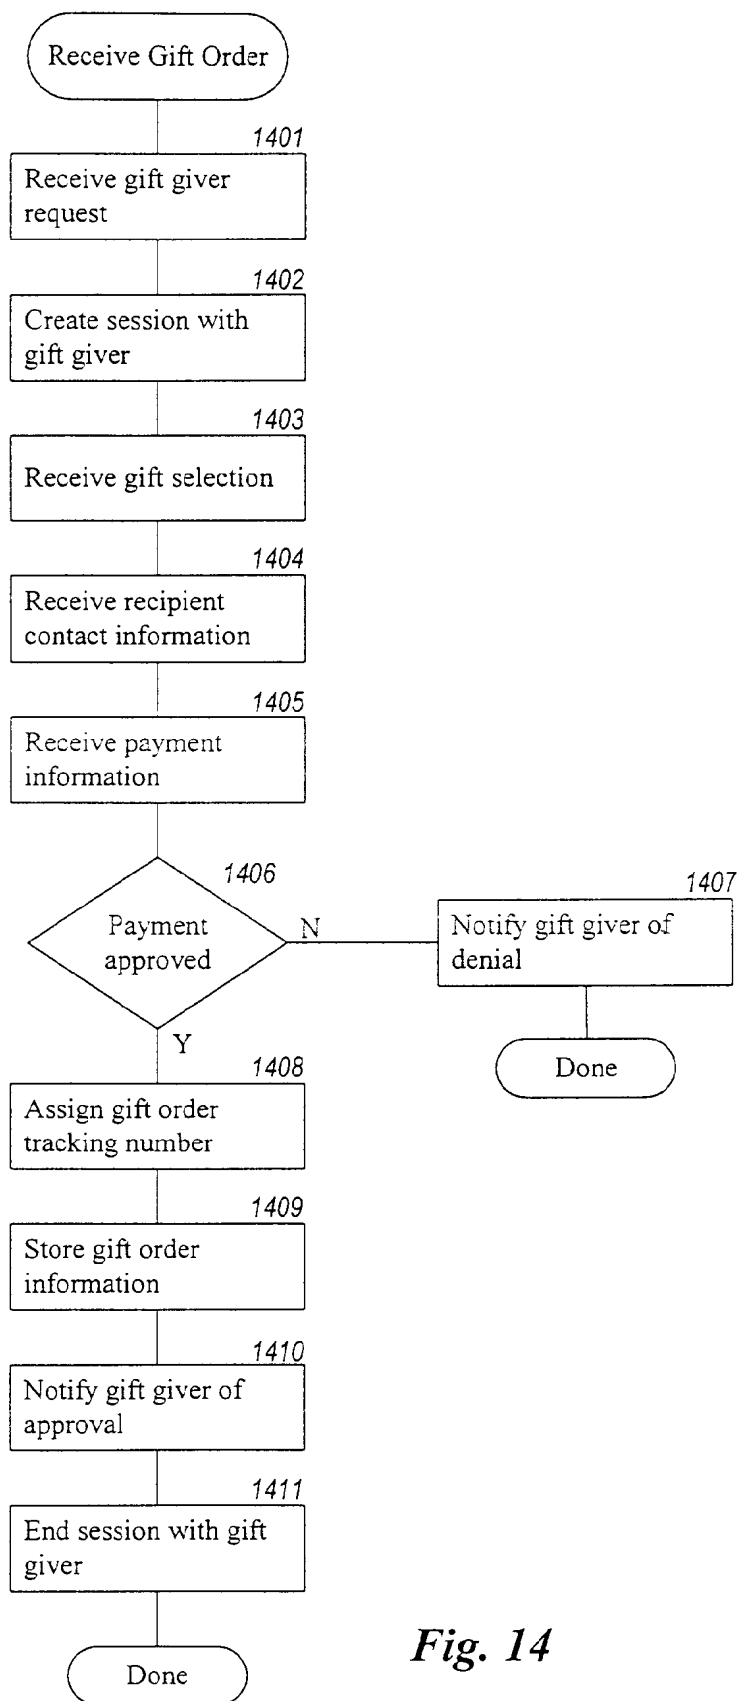 Receive Gift Order
1401
Receive gift giver
request
1402
Create session with
gift giver
1403
Receive gift selection
1404
Receive recipient
contact information
1405
Receive payment
information
1406
Payment
approved
N
1407
Notify gift giver of
denial
Done
Y
1408
Assign gift order
tracking number
1409
Store gift order
information
1410
Notify gift giver of
approval
1411
End session with gift
giver
Done
Fig. 14